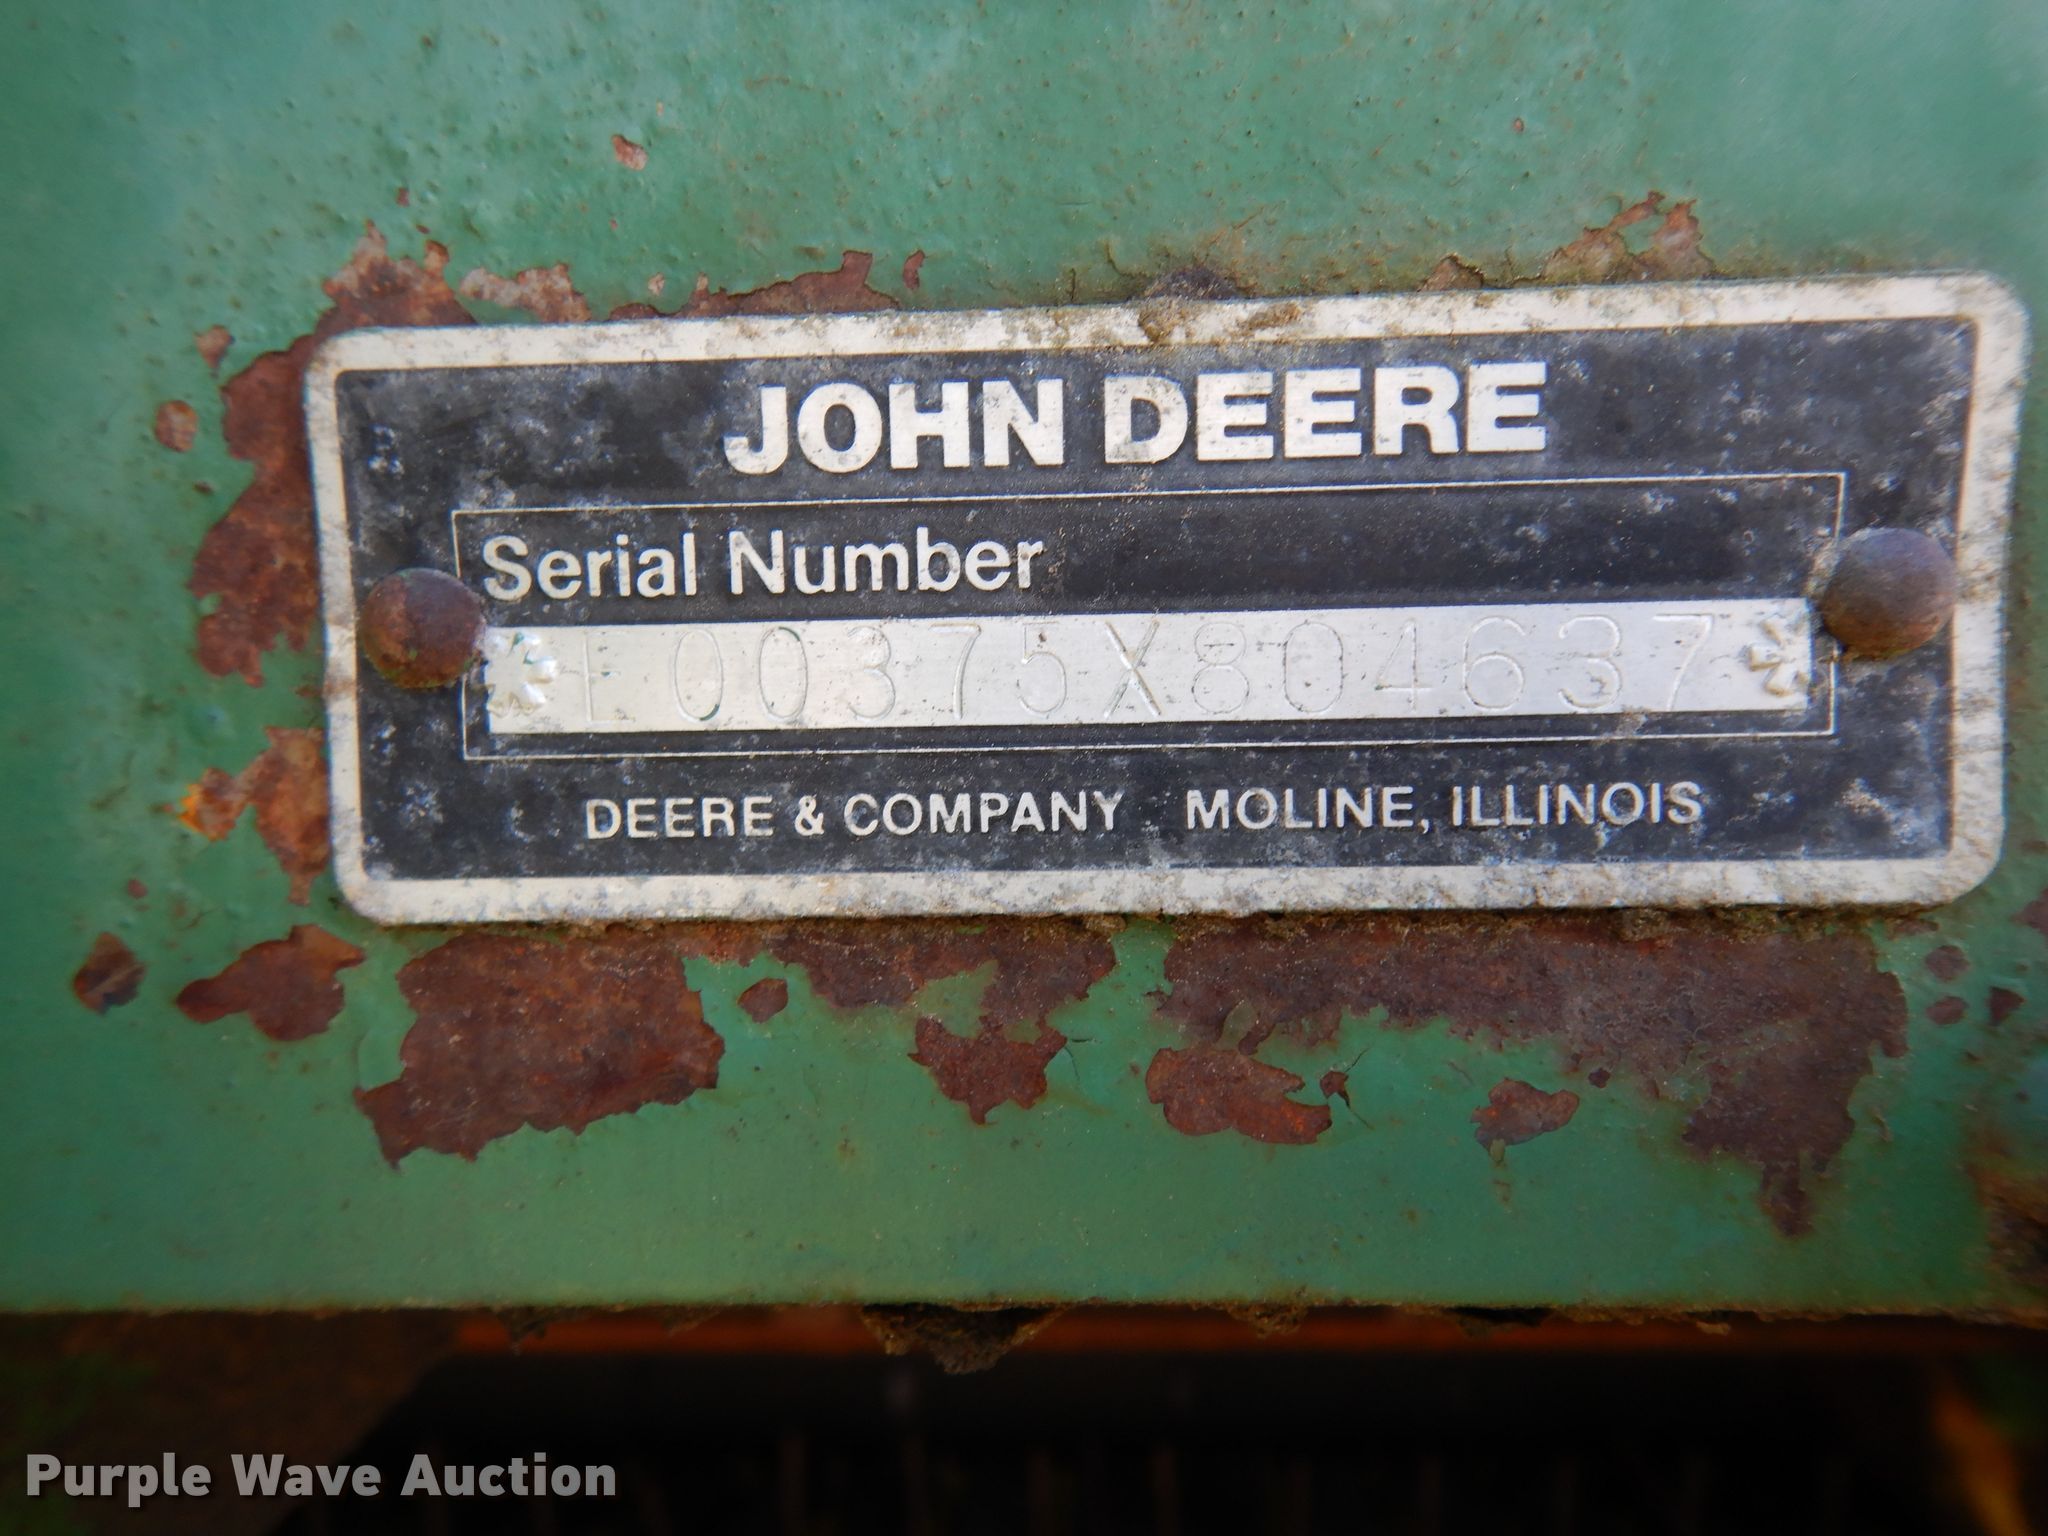 JOHN DEERE
Serial Number
*E00375X804637*
DEERE & COMPANY MOLINE, ILLINOIS
Purple Wave Auction